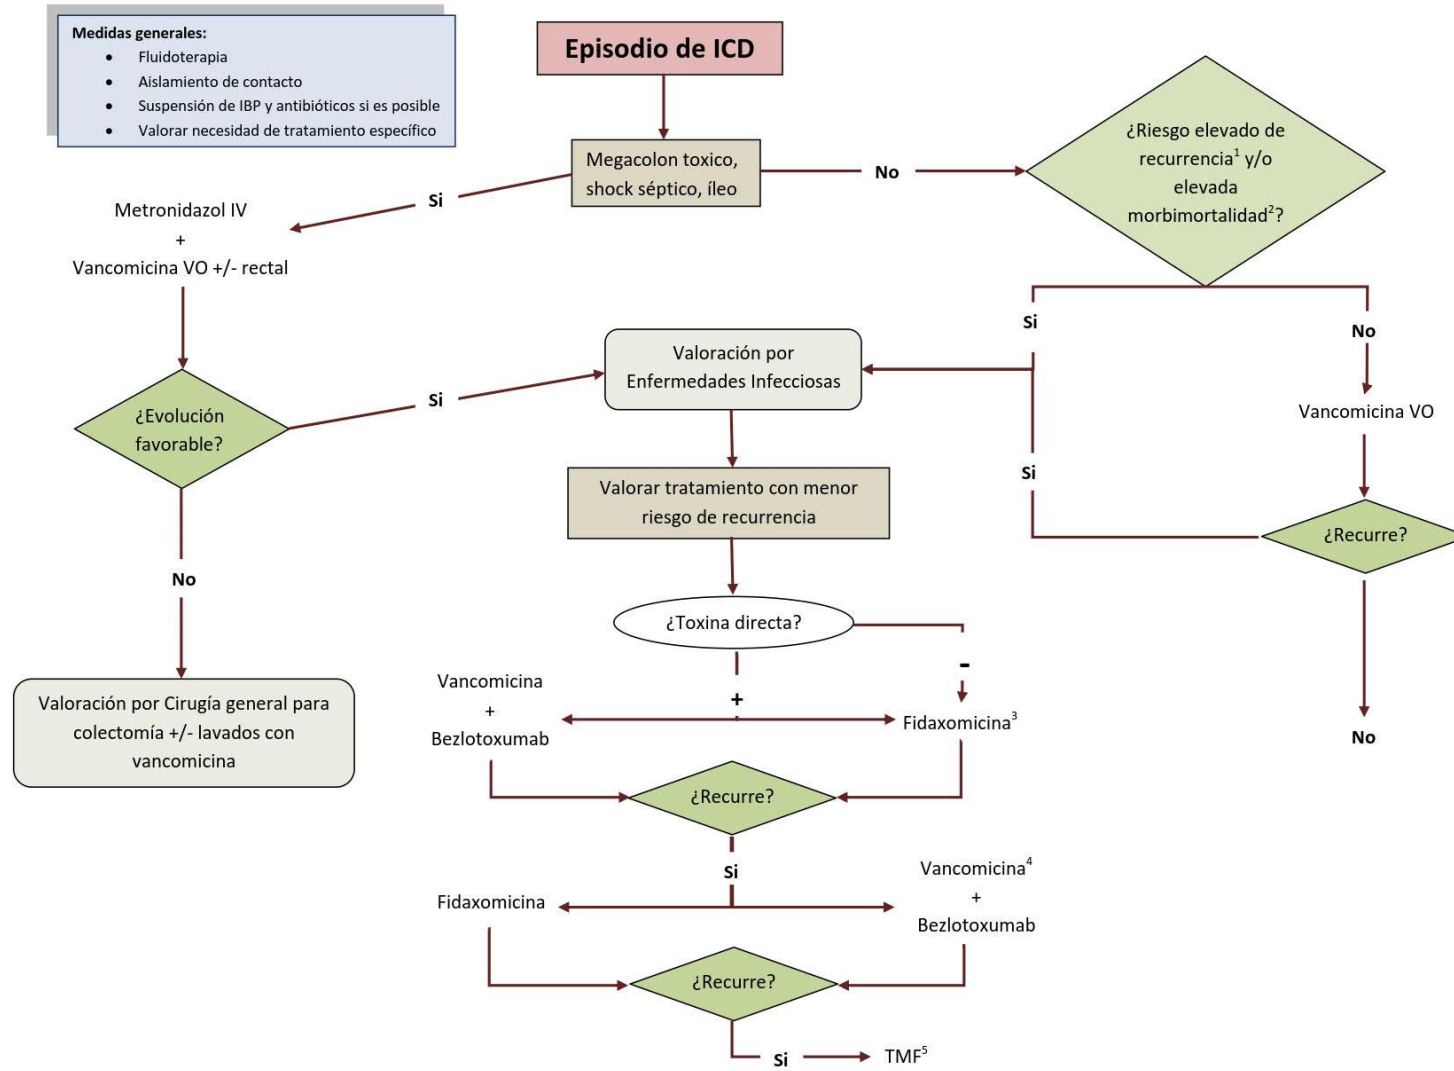 Medidas generales:
• Fluidoterapia
• Aislamiento de contacto
• Suspensión de IBP y antibióticos si es posible
• Valorar necesidad de tratamiento específico
Episodio de ICD
Megacolon toxico,
shock séptico, íleo
No
¿Riesgo elevado de
recurrencia¹ y/o
elevada
morbimortalidad²?
Si
Metronidazol IV
+
Vancomicina VO +/- rectal
Si
No
Valoración por
Enfermedades Infecciosas
Vancomicina VO
¿Evolución
favorable?
Si
Si
Valorar tratamiento con menor
riesgo de recurrencia
¿Recurre?
No
¿Toxina directa?
-
+
Vancomicina
+
Bezlotoxumab
Fidaxomicina³
No
Valoración por Cirugía general para
colectomía +/- lavados con
vancomicina
¿Recurre?
Si
Fidaxomicina
Vancomicina⁴
+
Bezlotoxumab
¿Recurre?
Si
TMF⁵